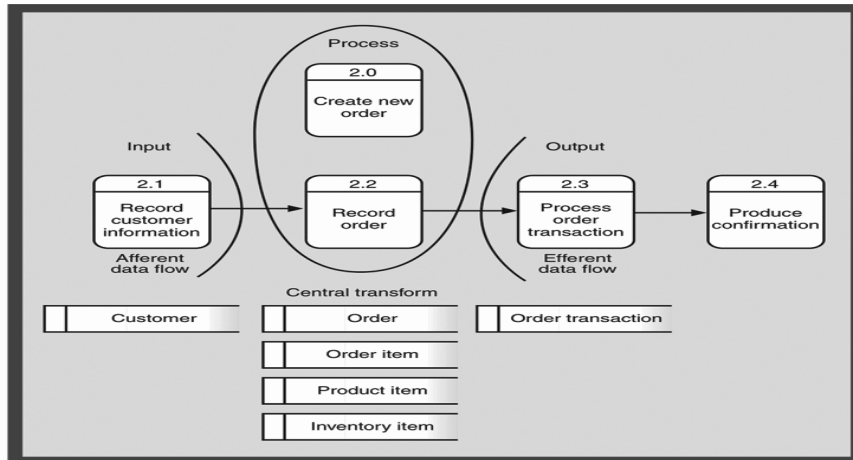 Process
2.0
Create new
order
Input
Output
2.1
Record
customer
information
2.2
Record
order
2.3
Process
order
transaction
2.4
Produce
confirmation
Afferent
data flow
Efferent
data flow
Central transform
Customer
Order
Order transaction
Order item
Product item
Inventory item